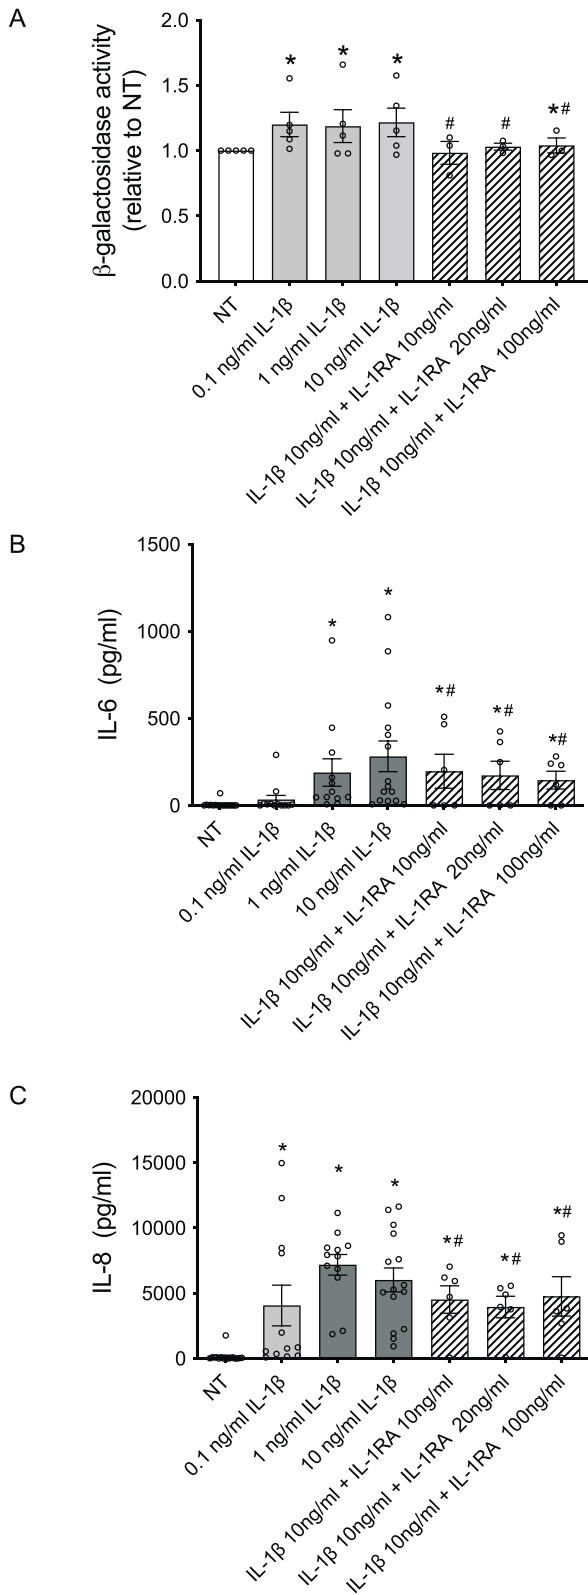 A
β-galactosidase activity
(relative to NT)
2.0
1.5
1.0
0.5
0.0
* * * # # *#
NT
0.1 ng/ml IL-1β
1 ng/ml IL-1β
10 ng/ml IL-1β
IL-1β 10ng/ml + IL-1RA 10ng/ml
IL-1β 10ng/ml + IL-1RA 20ng/ml
IL-1β 10ng/ml + IL-1RA 100ng/ml
B
IL-6 (pg/ml)
1500
1000
500
0
* * *# *# *#
NT
0.1 ng/ml IL-1β
1 ng/ml IL-1β
10 ng/ml IL-1β
IL-1β 10ng/ml + IL-1RA 10ng/ml
IL-1β 10ng/ml + IL-1RA 20ng/ml
IL-1β 10ng/ml + IL-1RA 100ng/ml
C
IL-8 (pg/ml)
20000
15000
10000
5000
0
* * * *# *# *#
NT
0.1 ng/ml IL-1β
1 ng/ml IL-1β
10 ng/ml IL-1β
IL-1β 10ng/ml + IL-1RA 10ng/ml
IL-1β 10ng/ml + IL-1RA 20ng/ml
IL-1β 10ng/ml + IL-1RA 100ng/ml